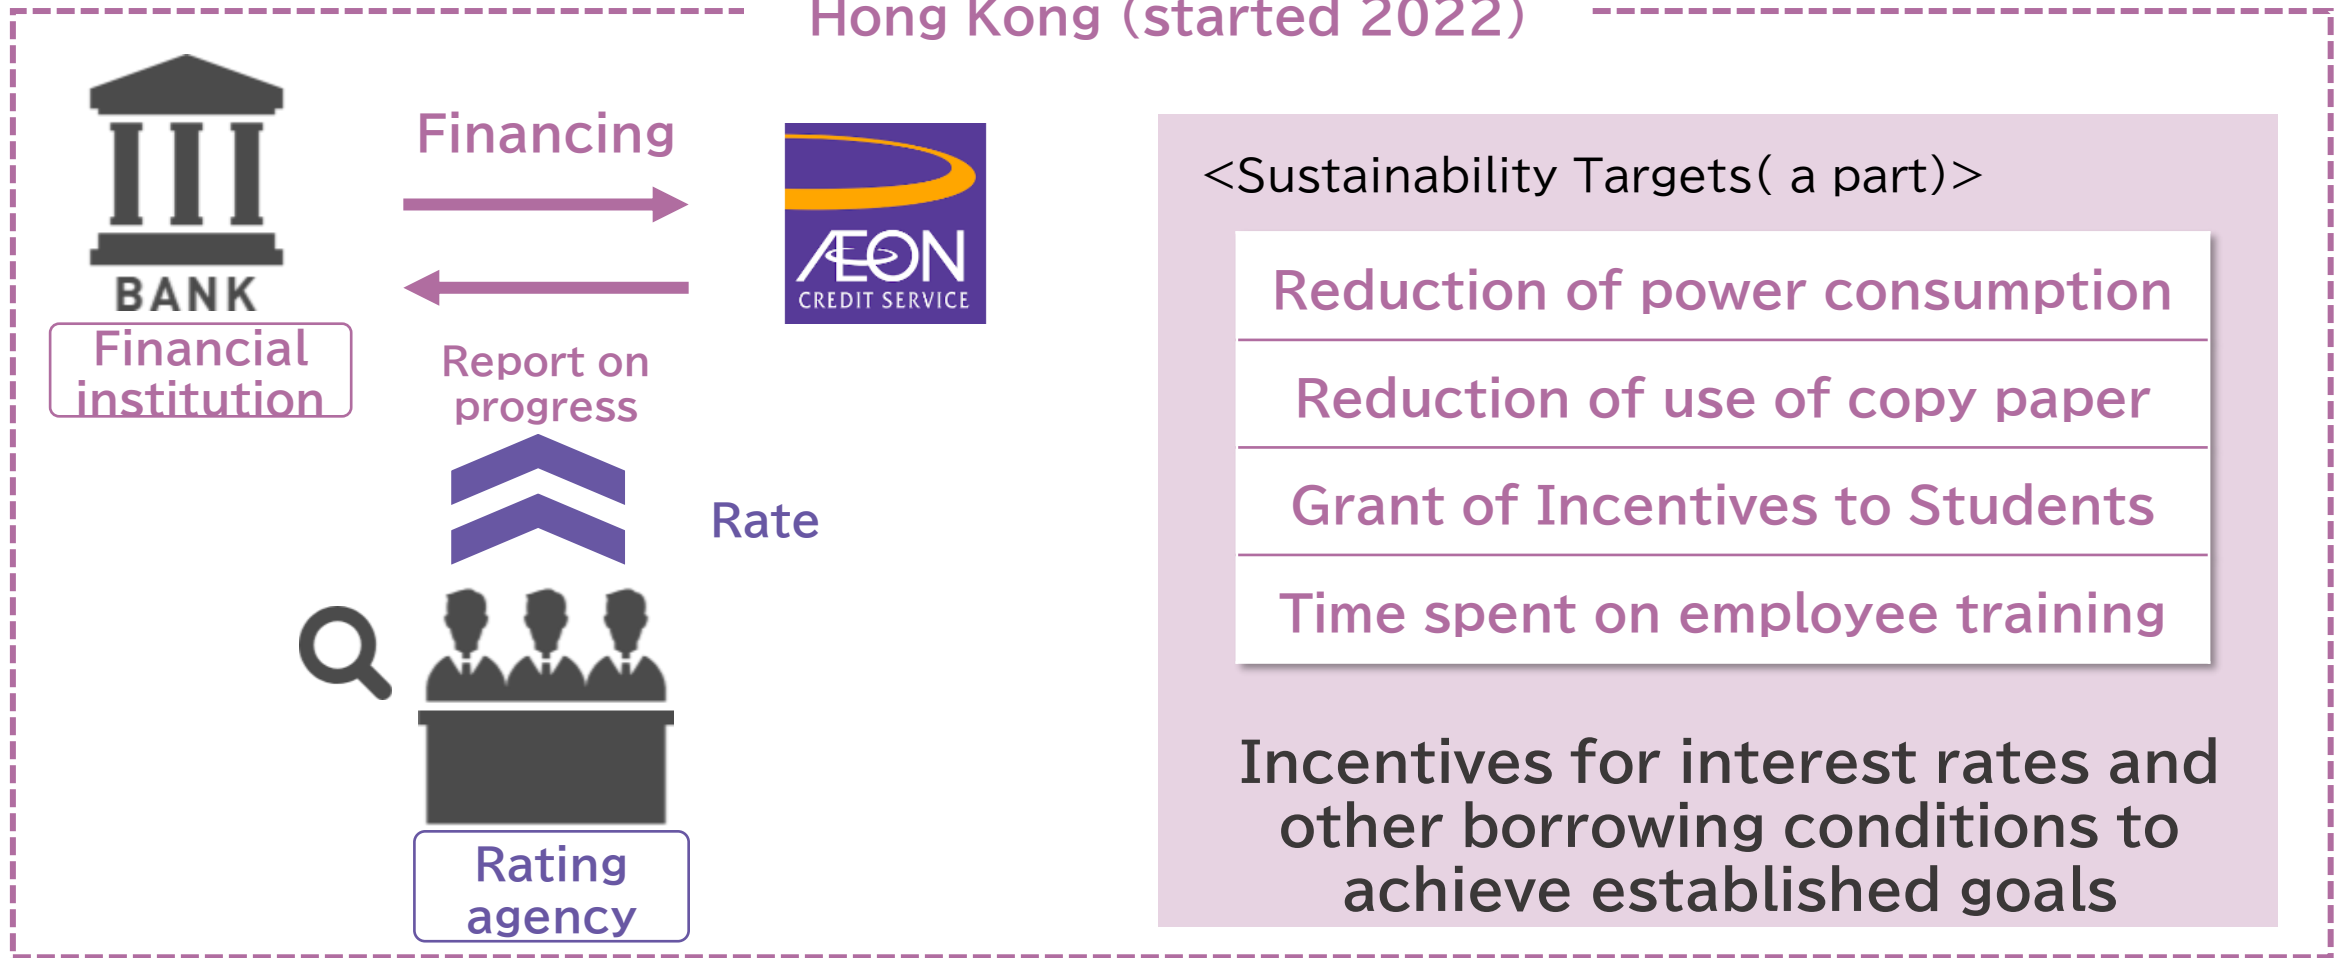 Hong Kong (started 2022)
Financing
BANK
Financial
institution
Report on
progress
ÆON
CREDIT SERVICE
Rate
Rating
agency
<Sustainability Targets( a part)>
Reduction of power consumption
Reduction of use of copy paper
Grant of Incentives to Students
Time spent on employee training
Incentives for interest rates and
other borrowing conditions to
achieve established goals